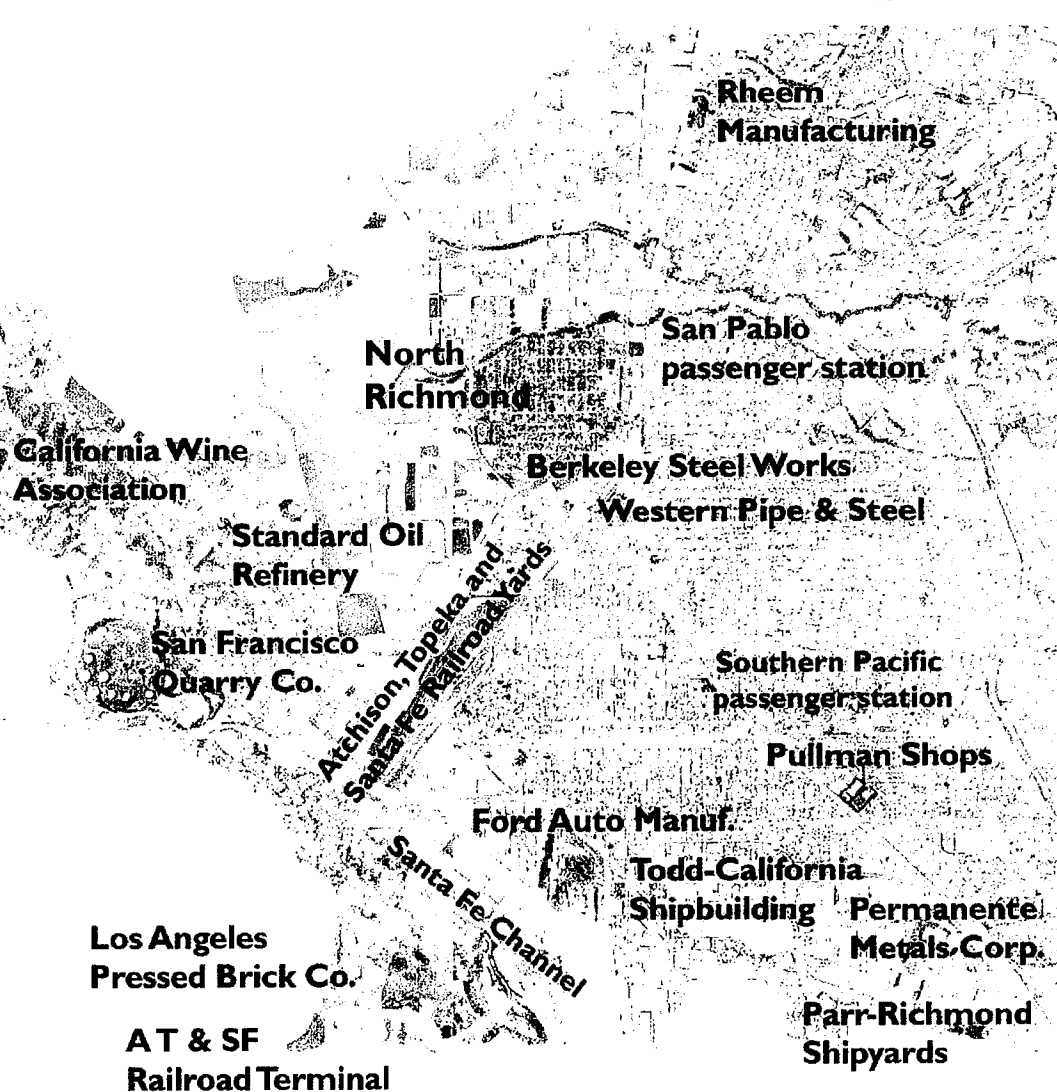 Rheem
Manufacturing
San Pablo
passenger station
North
Richmond
California Wine
Association
Berkeley Steel Works
Western Pipe & Steel
Standard Oil
Refinery
Atchison, Topeka and
Santa Fe Railroad Yards
San Francisco
Quarry Co.
Southern Pacific
passenger station
Pullman Shops
Ford Auto Manuf.
Santa Fe Channel
Todd-California
Shipbuilding
Permanente
Metals Corp.
Los Angeles
Pressed Brick Co.
Parr-Richmond
Shipyards
A T & SF
Railroad Terminal